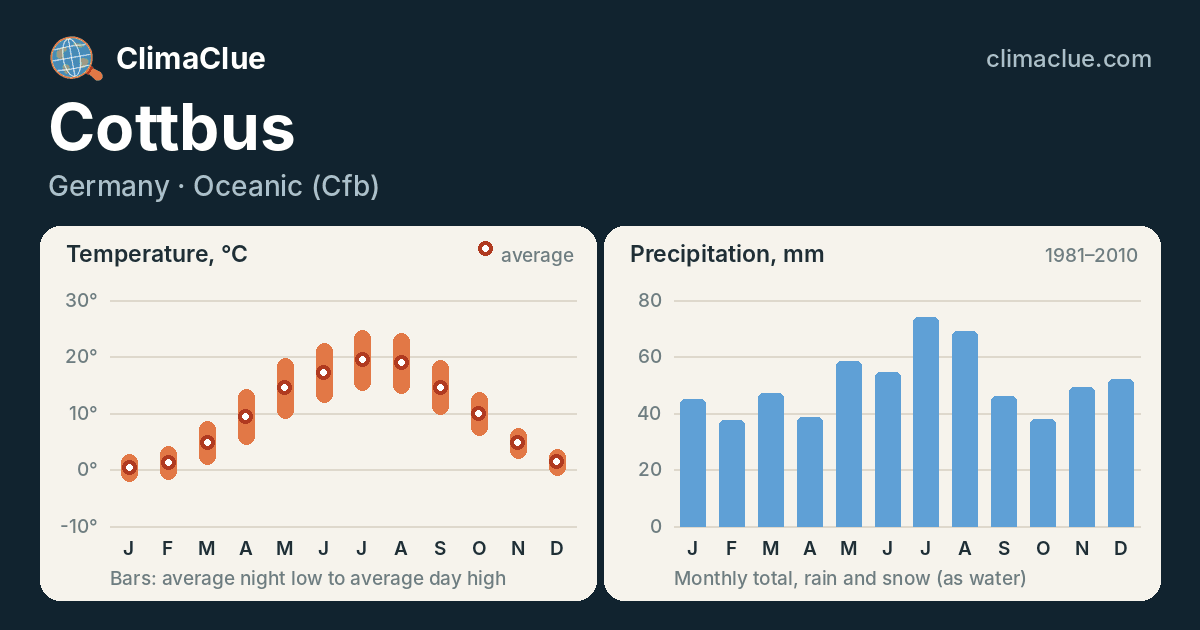 ClimaClue
climaclue.com
Cottbus
Germany · Oceanic (Cfb)
Temperature, °C
average
30°
20°
10°
0°
-10°
J F M A M J J A S O N D
Bars: average night low to average day high
Precipitation, mm
1981–2010
80
60
40
20
0
J F M A M J J A S O N D
Monthly total, rain and snow (as water)